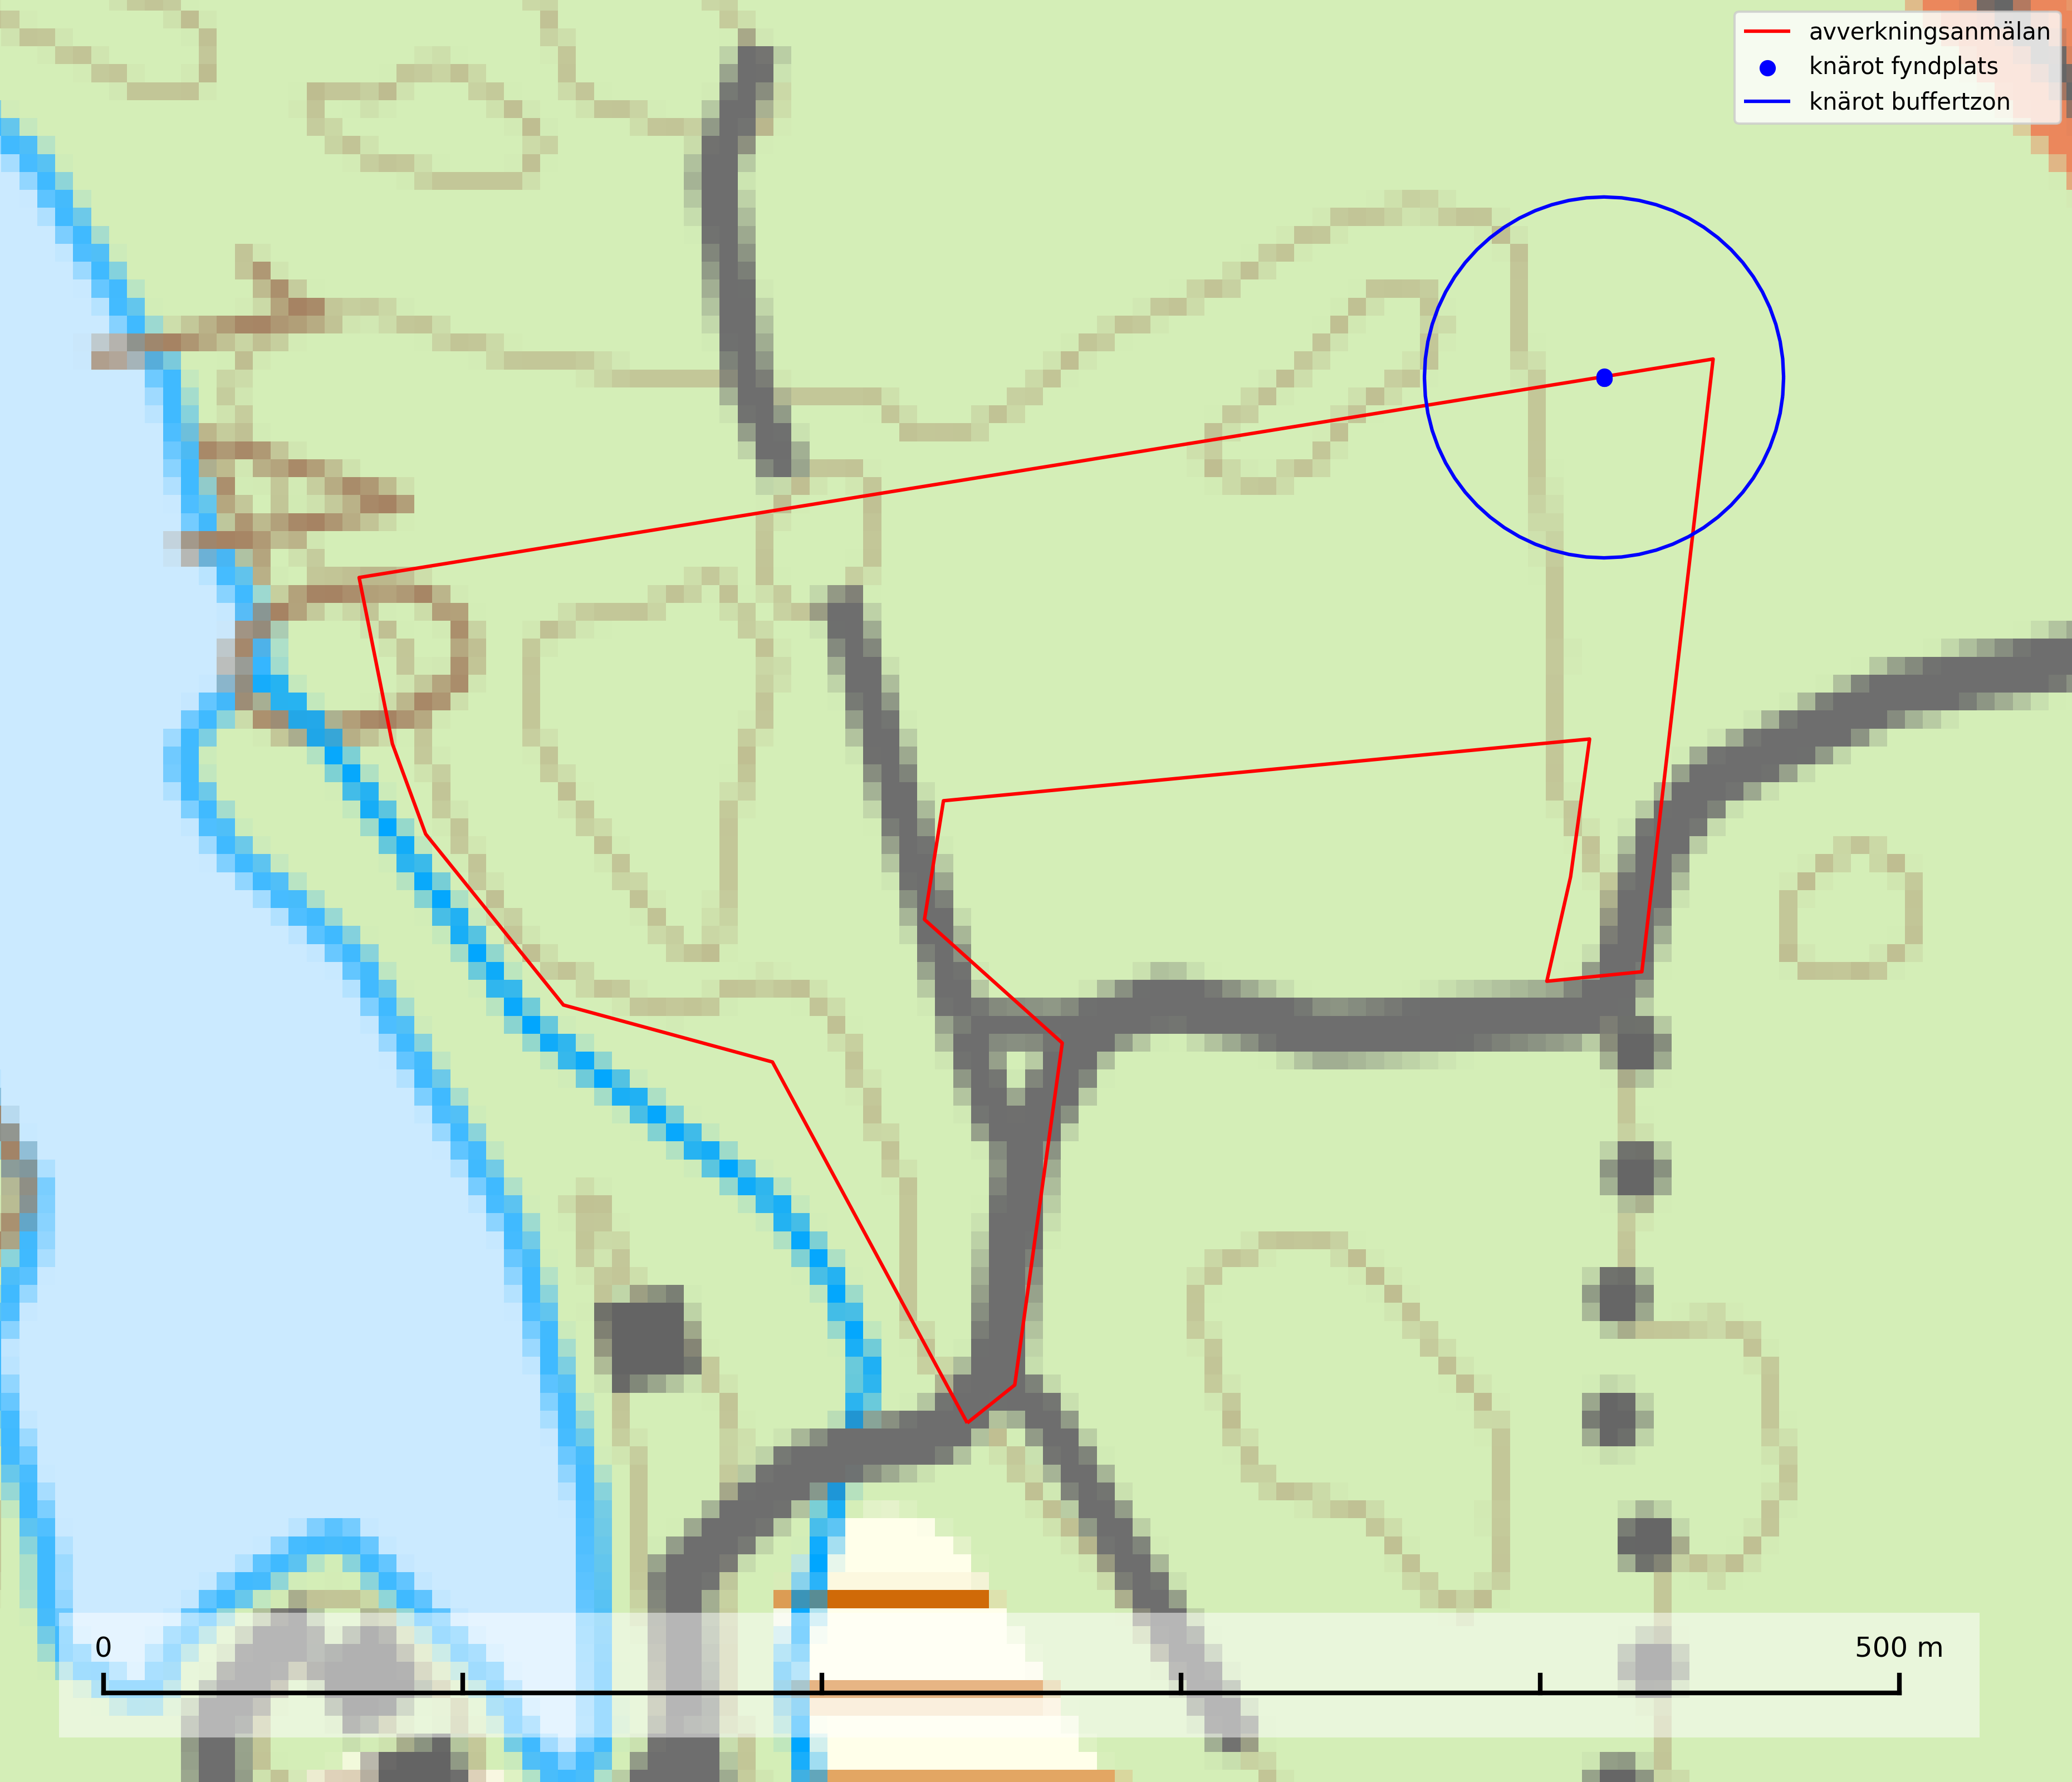 avverkningsanmälan
knärot fyndplats
knärot buffertzon
0
500 m